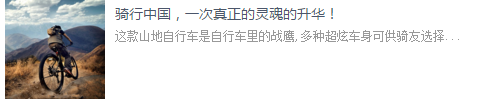 骑行中国，一次真正的灵魂的升华！
这款山地自行车是自行车里的战鹰,多种超炫车身可供骑友选择...